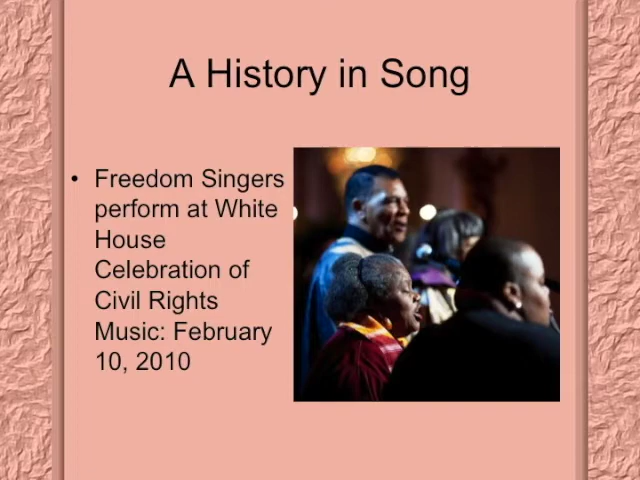 A History in Song
• Freedom Singers
perform at White
House
Celebration of
Civil Rights
Music: February
10, 2010